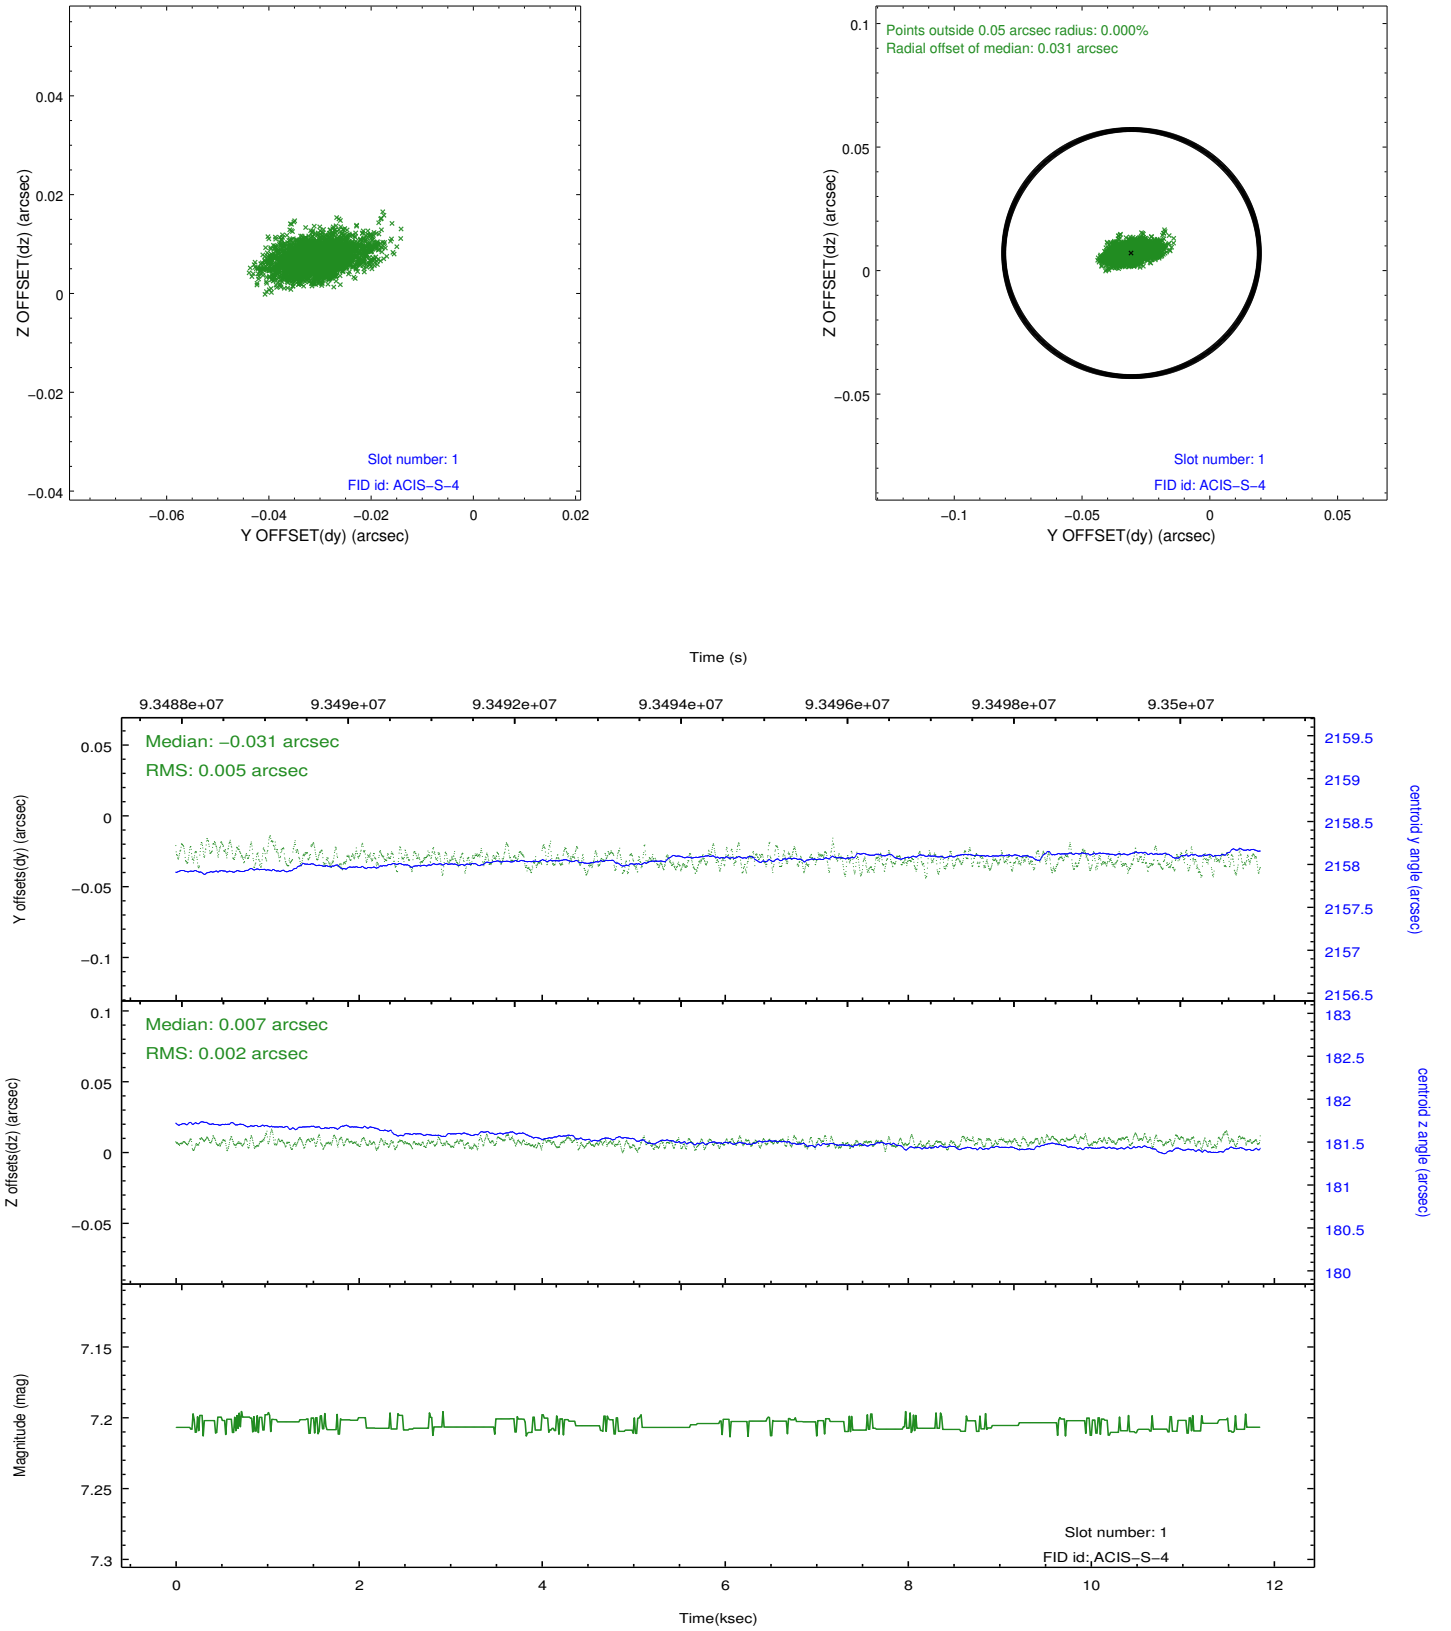 0.04
0.02
0
−0.02
−0.04
Z OFFSET(dz) (arcsec)
Slot number: 1
FID id: ACIS−S−4
−0.06
−0.04
−0.02
0
0.02
Y OFFSET(dy) (arcsec)
Points outside 0.05 arcsec radius: 0.000%
Radial offset of median: 0.031 arcsec
0.1
0.05
0
−0.05
Z OFFSET(dz) (arcsec)
Slot number: 1
FID id: ACIS−S−4
−0.1
−0.05
0
0.05
Y OFFSET(dy) (arcsec)
Time (s)
9.3488e+07
9.349e+07
9.3492e+07
9.3494e+07
9.3496e+07
9.3498e+07
9.35e+07
Median: −0.031 arcsec
RMS: 0.005 arcsec
0.05
0
−0.05
−0.1
Y offsets(dy) (arcsec)
2159.5
2159
2158.5
2158
2157.5
2157
2156.5
centroid y angle (arcsec)
Median: 0.007 arcsec
RMS: 0.002 arcsec
0.1
0.05
0
−0.05
Z offsets(dz) (arcsec)
183
182.5
182
181.5
181
180.5
180
centroid z angle (arcsec)
7.15
7.2
7.25
7.3
Magnitude (mag)
Slot number: 1
FID id: ACIS−S−4
0
2
4
6
8
10
12
Time(ksec)